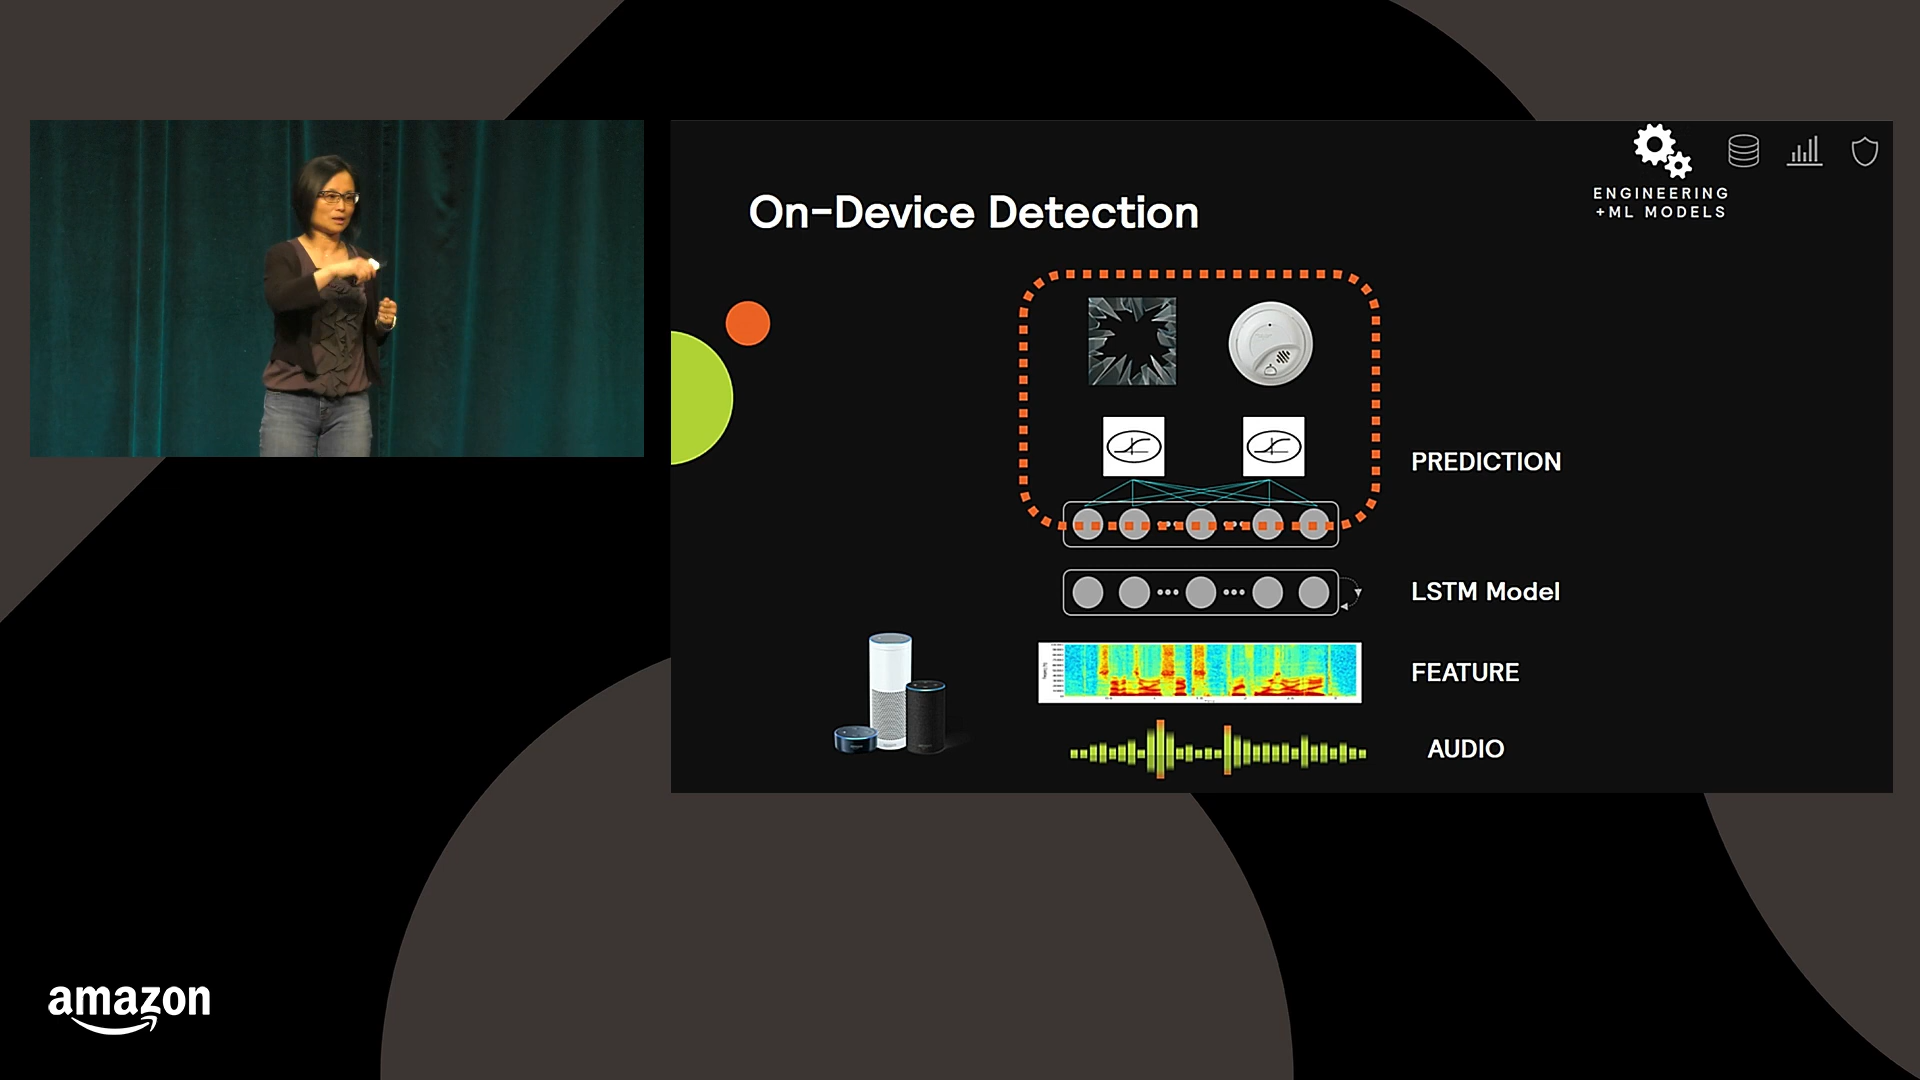 On-Device Detection
ENGINEERING
+ML MODELS
PREDICTION
LSTM Model
FEATURE
AUDIO
amazon